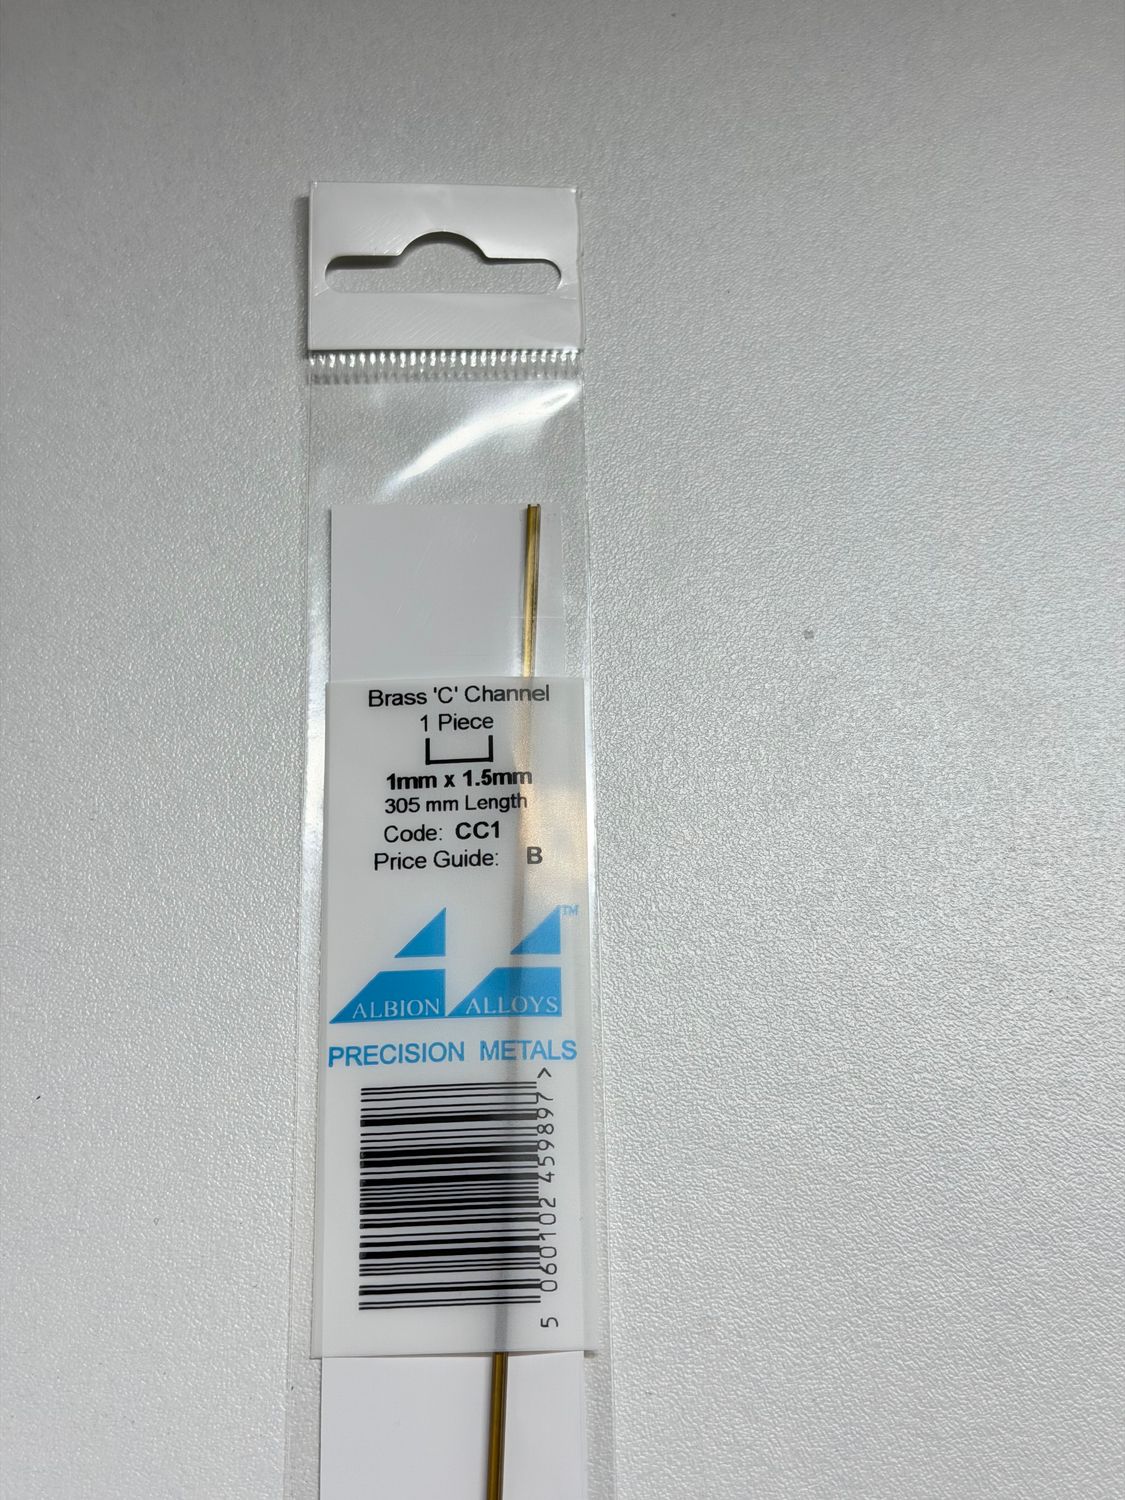 Brass 'C' Channel
1 Piece
1mm x 1.5mm
305 mm Length
Code: CC1
Price Guide: B
TM
ALBION ALLOYS
PRECISION METALS
5 060102 459897 >